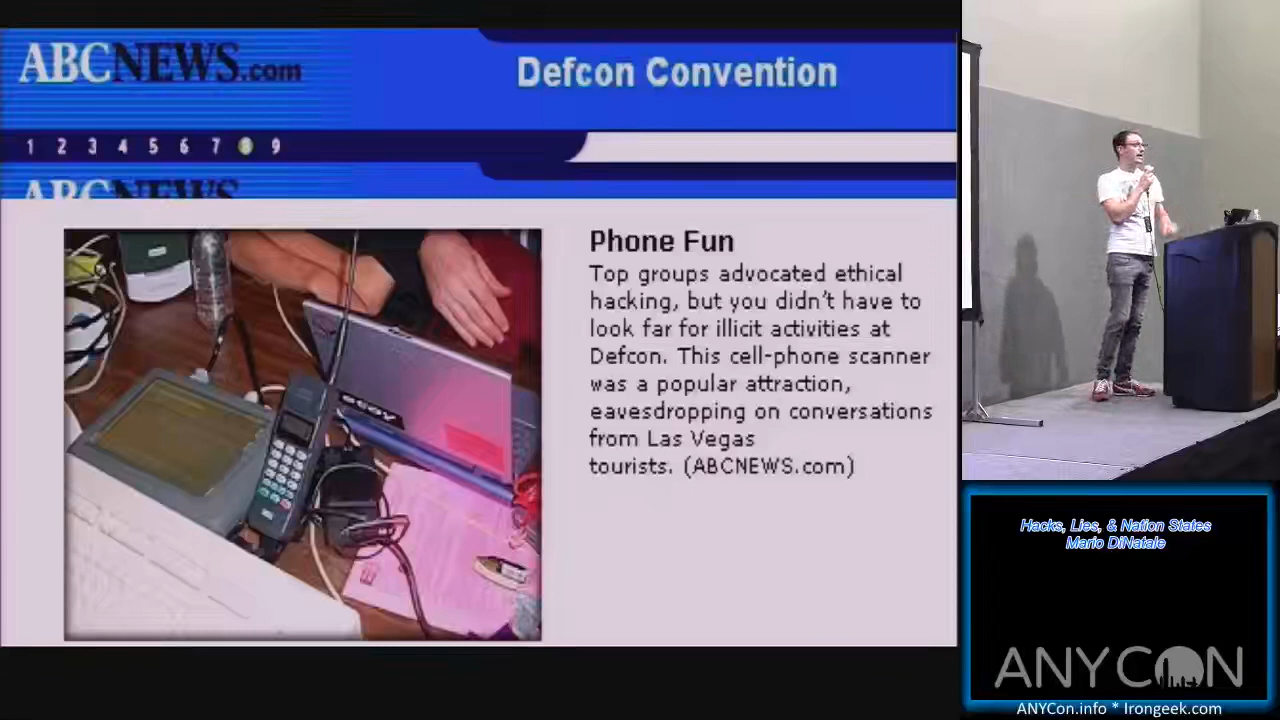 ABCNEWS.com
Defcon Convention
1 2 3 4 5 6 7 8 9
ABCNEWS
Phone Fun
Top groups advocated ethical
hacking, but you didn't have to
look far for illicit activities at
Defcon. This cell-phone scanner
was a popular attraction,
eavesdropping on conversations
from Las Vegas
tourists. (ABCNEWS.com)
Hacks, Lies, & Nation States
Mario DiNatale
ANYCON
ANYCon.info * Irongeek.com